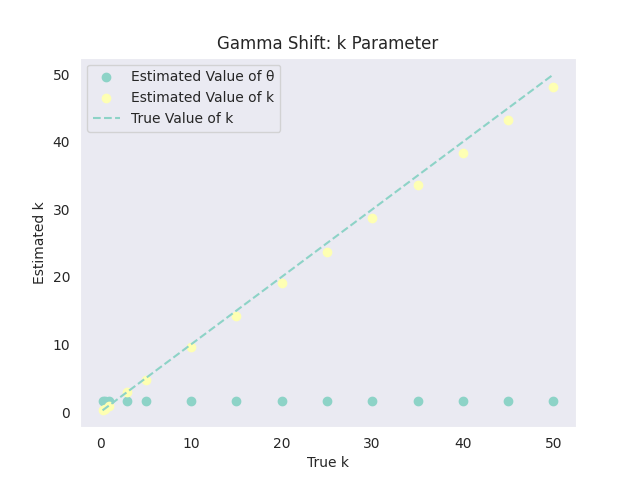 Gamma Shift: k Parameter
Estimated Value of θ
Estimated Value of k
True Value of k
Estimated k
50
40
30
20
10
0
0 10 20 30 40 50
True k